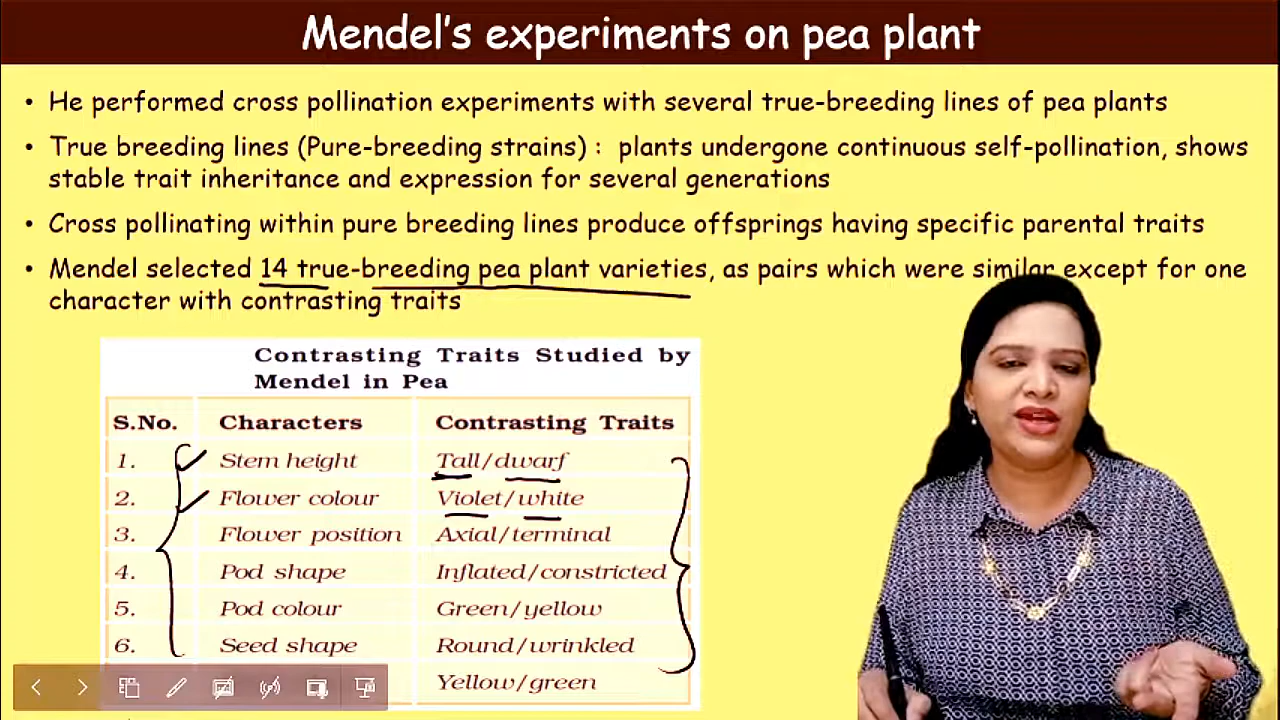 Mendel's experiments on pea plant
• He performed cross pollination experiments with several true-breeding lines of pea plants
• True breeding lines (Pure-breeding strains) : plants undergone continuous self-pollination, shows
stable trait inheritance and expression for several generations
• Cross pollinating within pure breeding lines produce offsprings having specific parental traits
• Mendel selected 14 true-breeding pea plant varieties, as pairs which were similar except for one
character with contrasting traits
Contrasting Traits Studied by
Mendel in Pea
S.No. Characters Contrasting Traits
1. Stem height Tall/dwarf
2. Flower colour Violet/white
3. Flower position Axial/terminal
4. Pod shape Inflated/constricted
5. Pod colour Green/yellow
6. Seed shape Round/wrinkled
Yellow/green